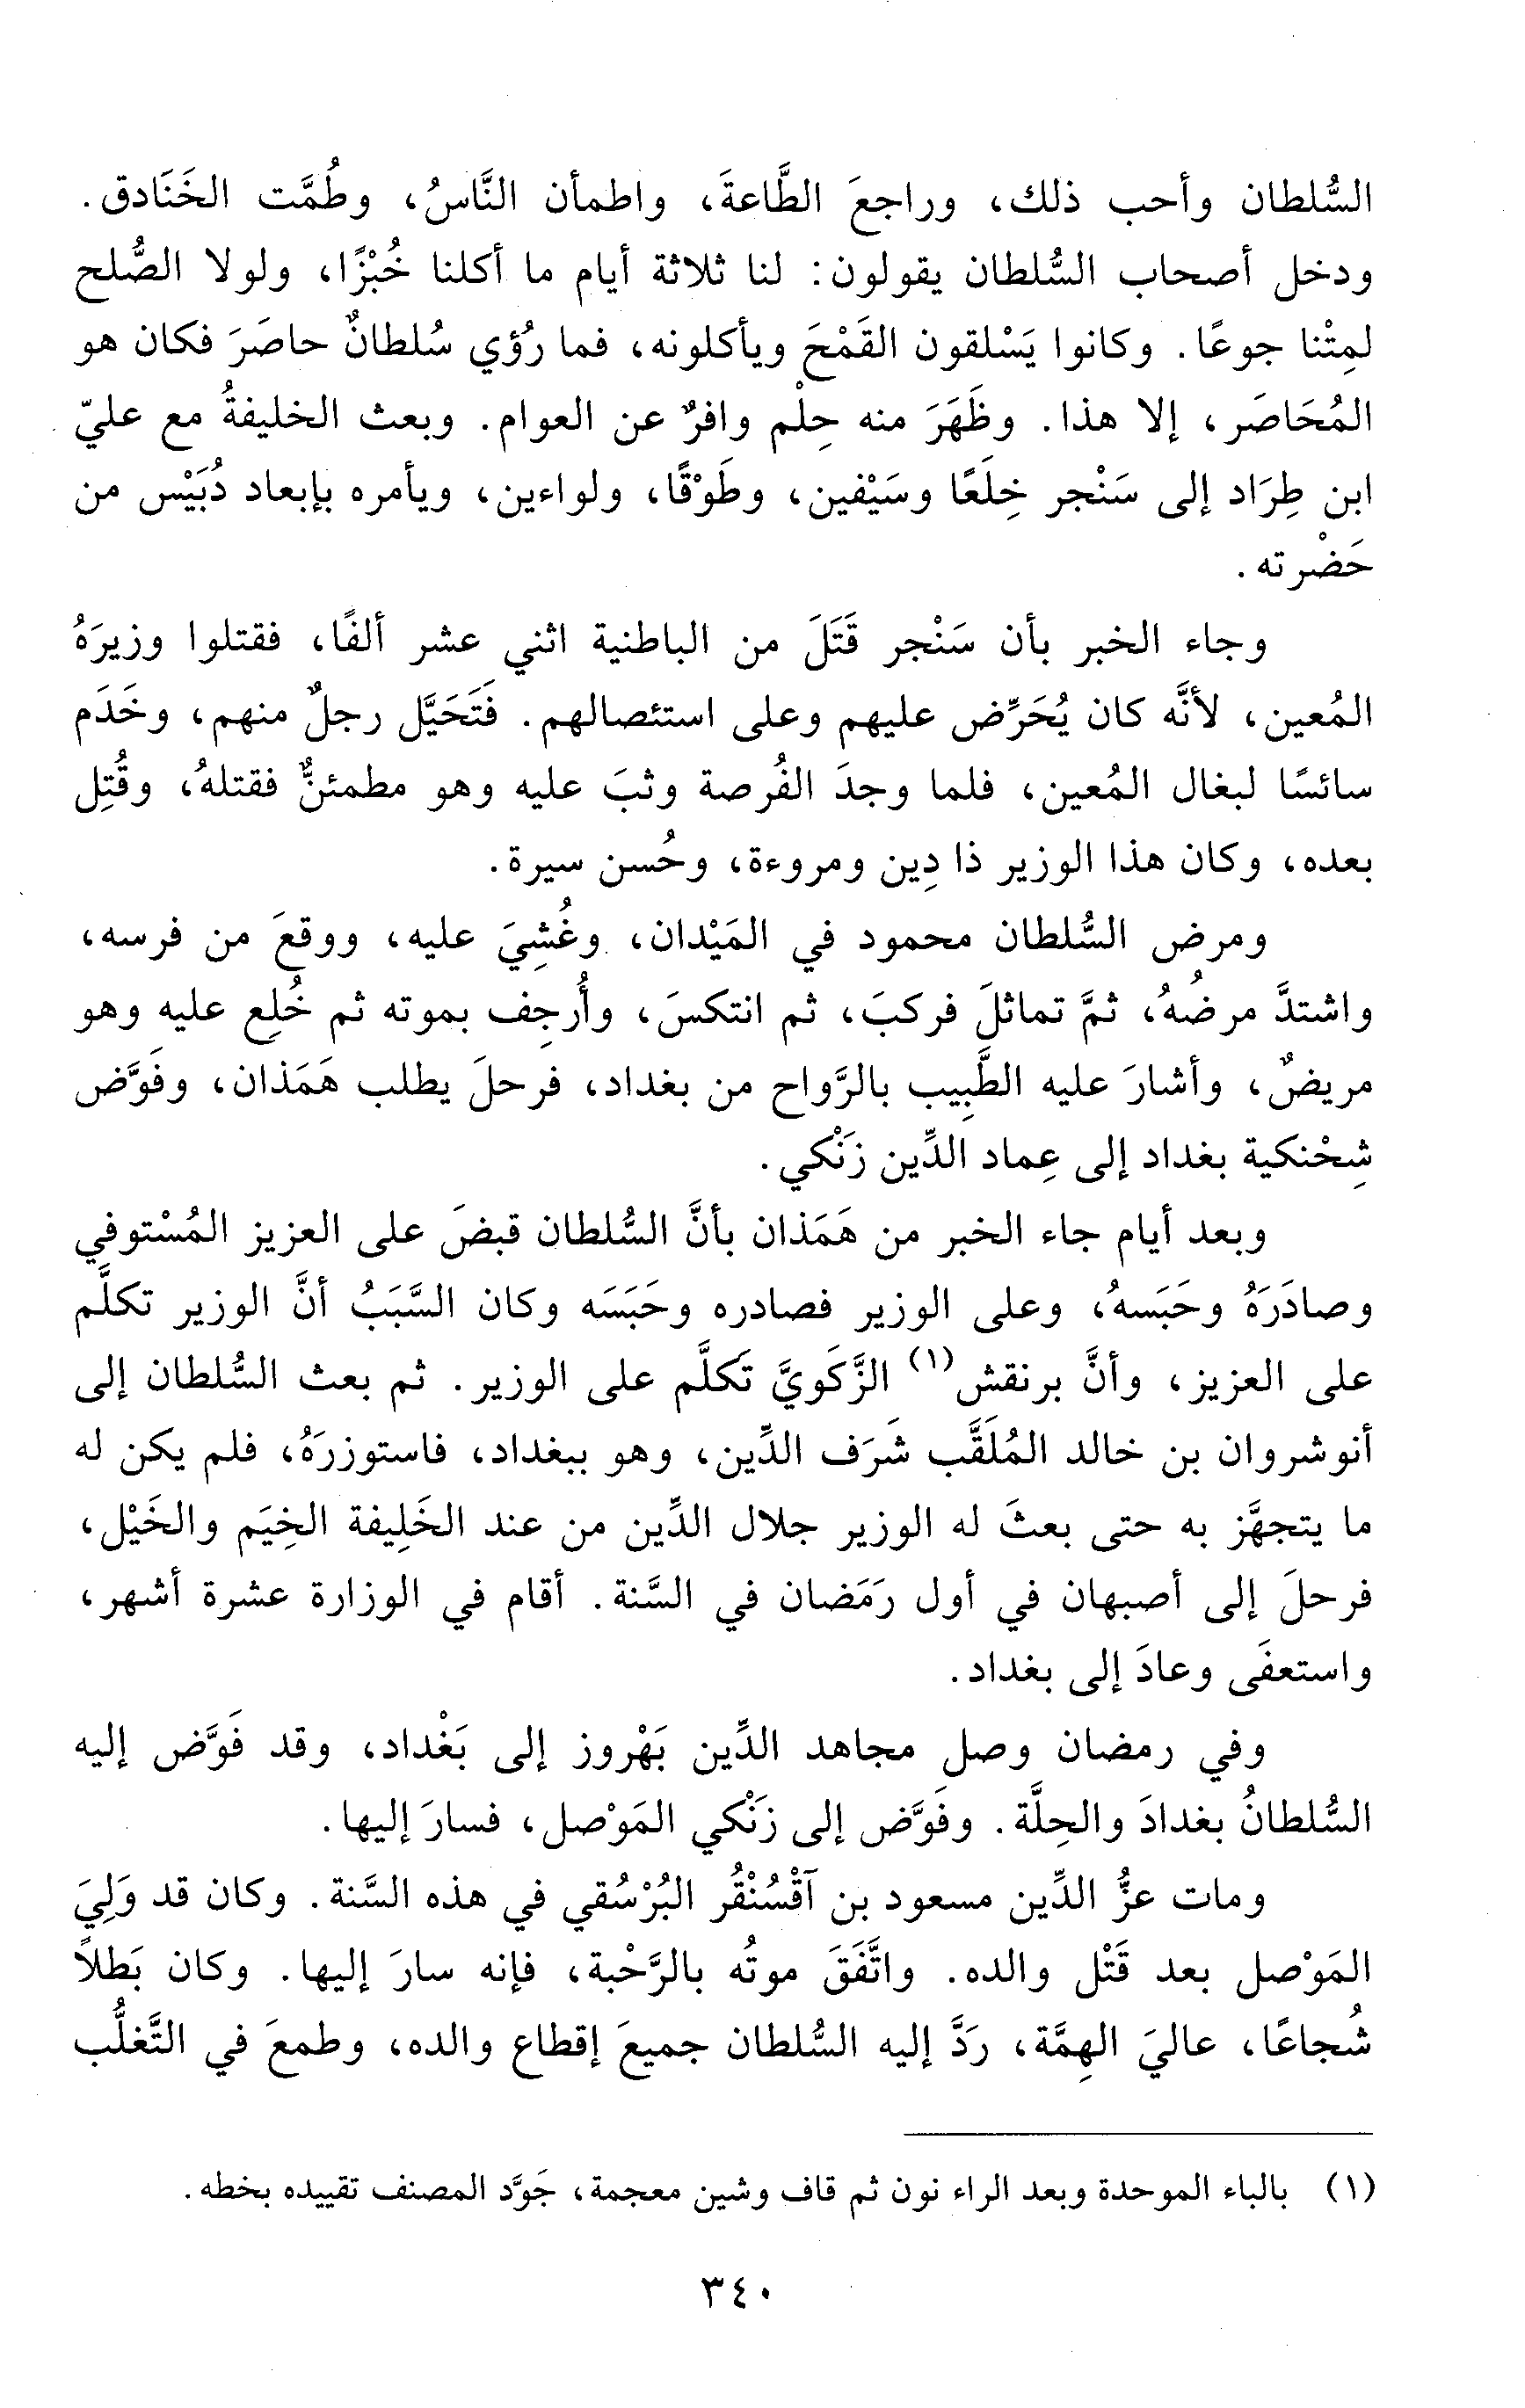 السُّلطان وأحب ذلك، وراجعَ الطَّاعةَ، واطمأن النَّاسُ، وطُمَّت الخَنَادق.
ودخل أصحاب السُّلطان يقولون: لنا ثلاثة أيام ما أكلنا خُبْزًا، ولولا الصُّلح
لمِتْنا جوعًا. وكانوا يَسْلقون القَمْحَ ويأكلونه، فما رُؤي سُلطانٌ حاصَرَ فكان هو
المُحَاصَر، إلا هذا. وظَهَرَ منه حِلْم وافرٌ عن العوام. وبعث الخليفةُ مع عليّ
ابن طِرَاد إلى سَنْجر خِلَعًا وسَيْفين، وطَوْقًا، ولواءين، ويأمره بإبعاد دُبَيْس من
حَضْرته.
وجاء الخبر بأن سَنْجر قَتَلَ من الباطنية اثني عشر ألفًا، فقتلوا وزيرَهُ
المُعين، لأنَّه كان يُحَرِّض عليهم وعلى استئصالهم. فَتَحَيَّل رجلٌ منهم، وخَدَم
سائسًا لبغال المُعين، فلما وجدَ الفُرصة وثبَ عليه وهو مطمئنٌّ فقتلهُ، وقُتِل
بعده، وكان هذا الوزير ذا دِين ومروءة، وحُسن سيرة.
ومرض السُّلطان محمود في المَيْدان، وغُشِيَ عليه، ووقعَ من فرسه،
واشتدَّ مرضُهُ، ثمَّ تماثلَ فركبَ، ثم انتكسَ، وأُرجِف بموته ثم خُلِع عليه وهو
مريضٌ، وأشارَ عليه الطَّبِيب بالرَّواح من بغداد، فرحلَ يطلب هَمَذان، وفَوَّض
شِحْنكية بغداد إلى عِماد الدِّين زَنْكي.
وبعد أيام جاء الخبر من هَمَذان بأنَّ السُّلطان قبضَ على العزيز المُسْتوفي
وصادَرَهُ وحَبَسهُ، وعلى الوزير فصادره وحَبَسَه وكان السَّبَبُ أنَّ الوزير تكلَّم
على العزيز، وأنَّ برنقش(١) الزَّكَويَّ تَكلَّم على الوزير. ثم بعث السُّلطان إلى
أنوشروان بن خالد المُلَقَّب شَرَف الدِّين، وهو ببغداد، فاستوزرَهُ، فلم يكن له
ما يتجهَّز به حتى بعثَ له الوزير جلال الدِّين من عند الخَلِيفة الخِيَم والخَيْل،
فرحلَ إلى أصبهان في أول رَمَضان في السَّنة. أقام في الوزارة عشرة أشهر،
واستعفَى وعادَ إلى بغداد.
وفي رمضان وصل مجاهد الدِّين بَهْروز إلى بَغْداد، وقد فَوَّض إليه
السُّلطانُ بغدادَ والحِلَّة. وفَوَّض إلى زَنْكي المَوْصل، فسارَ إليها.
ومات عزُّ الدِّين مسعود بن آقْسُنْقُر البُرْسُقي في هذه السَّنة. وكان قد وَلِيَ
المَوْصل بعد قَتْل والده. واتَّفَقَ موتُه بالرَّحْبة، فإنه سارَ إليها. وكان بَطلاً
شُجاعًا، عاليَ الهِمَّة، رَدَّ إليه السُّلطان جميعَ إقطاع والده، وطمعَ في التَّغلُّب
(١) بالباء الموحدة وبعد الراء نون ثم قاف وشين معجمة، جَوَّد المصنف تقييده بخطه.
٣٤٠